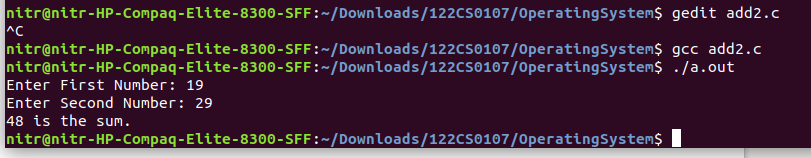 nitr@nitr-HP-Compaq-Elite-8300-SFF:~/Downloads/122CS0107/OperatingSystem$ gedit add2.c
^C
nitr@nitr-HP-Compaq-Elite-8300-SFF:~/Downloads/122CS0107/OperatingSystem$ gcc add2.c
nitr@nitr-HP-Compaq-Elite-8300-SFF:~/Downloads/122CS0107/OperatingSystem$ ./a.out
Enter First Number: 19
Enter Second Number: 29
48 is the sum.
nitr@nitr-HP-Compaq-Elite-8300-SFF:~/Downloads/122CS0107/OperatingSystem$